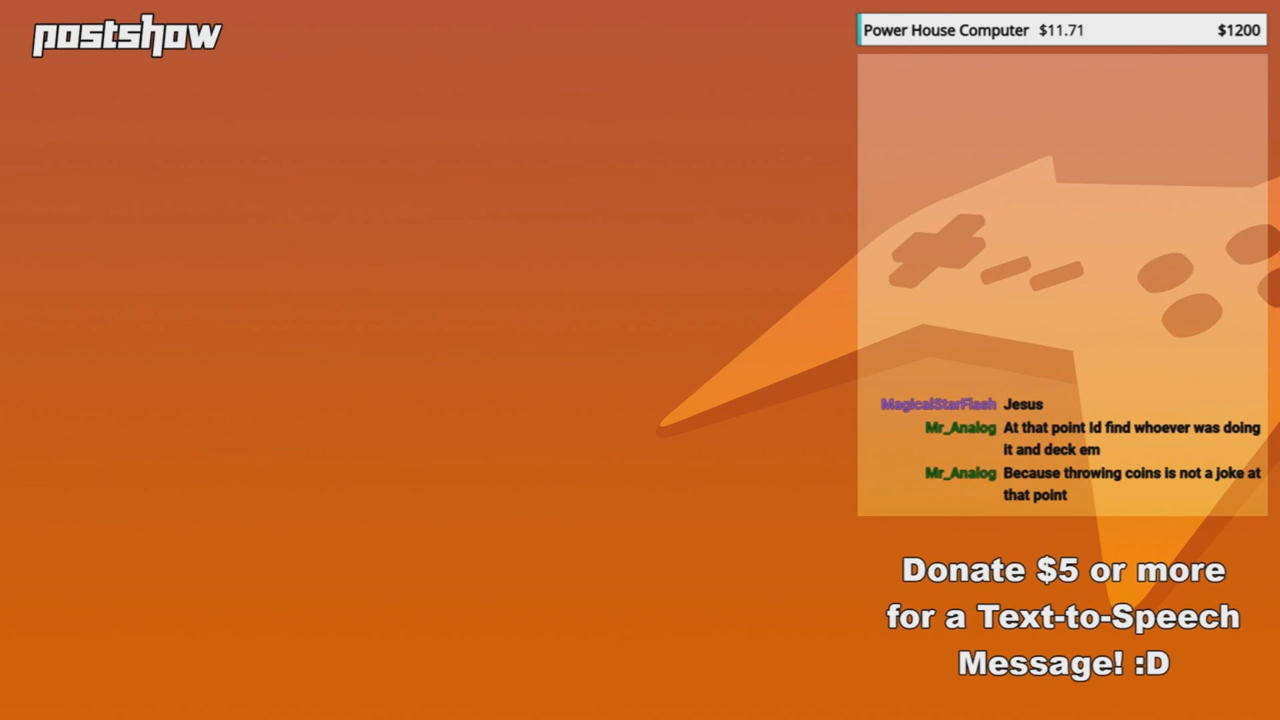 postshow
Power House Computer $11.71 $1200
MagicalStarFlash Jesus
Mr_Analog At that point Id find whoever was doing
it and deck em
Mr_Analog Because throwing coins is not a joke at
that point
Donate $5 or more
for a Text-to-Speech
Message! :D